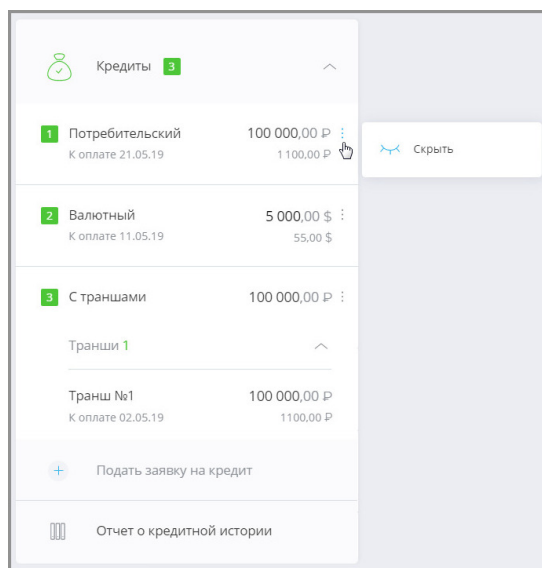 Кредиты 3
1 Потребительский 100 000,00 ₽
К оплате 21.05.19 1 100,00 ₽
Скрыть
2 Валютный 5 000,00 $
К оплате 11.05.19 55,00 $
3 С траншами 100 000,00 ₽
Транши 1
Транш №1 100 000,00 ₽
К оплате 02.05.19 1100,00 ₽
+ Подать заявку на кредит
Отчет о кредитной истории